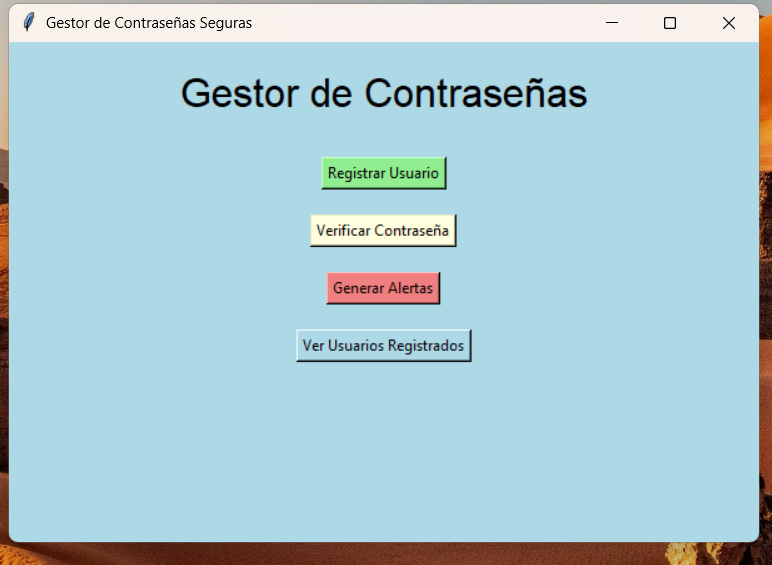 Gestor de Contraseñas Seguras
Gestor de Contraseñas
Registrar Usuario
Verificar Contraseña
Generar Alertas
Ver Usuarios Registrados